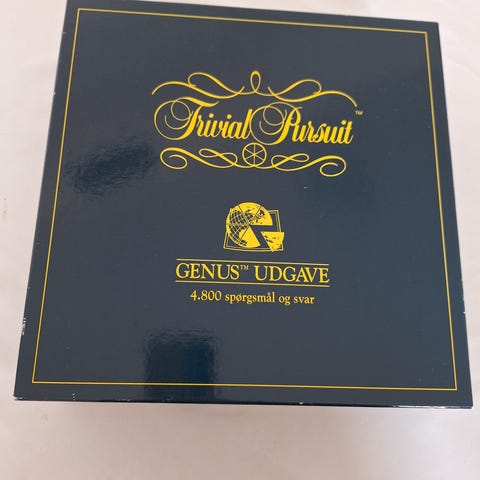 Trivial Pursuit™
GENUS™ UDGAVE
4.800 spørgsmål og svar